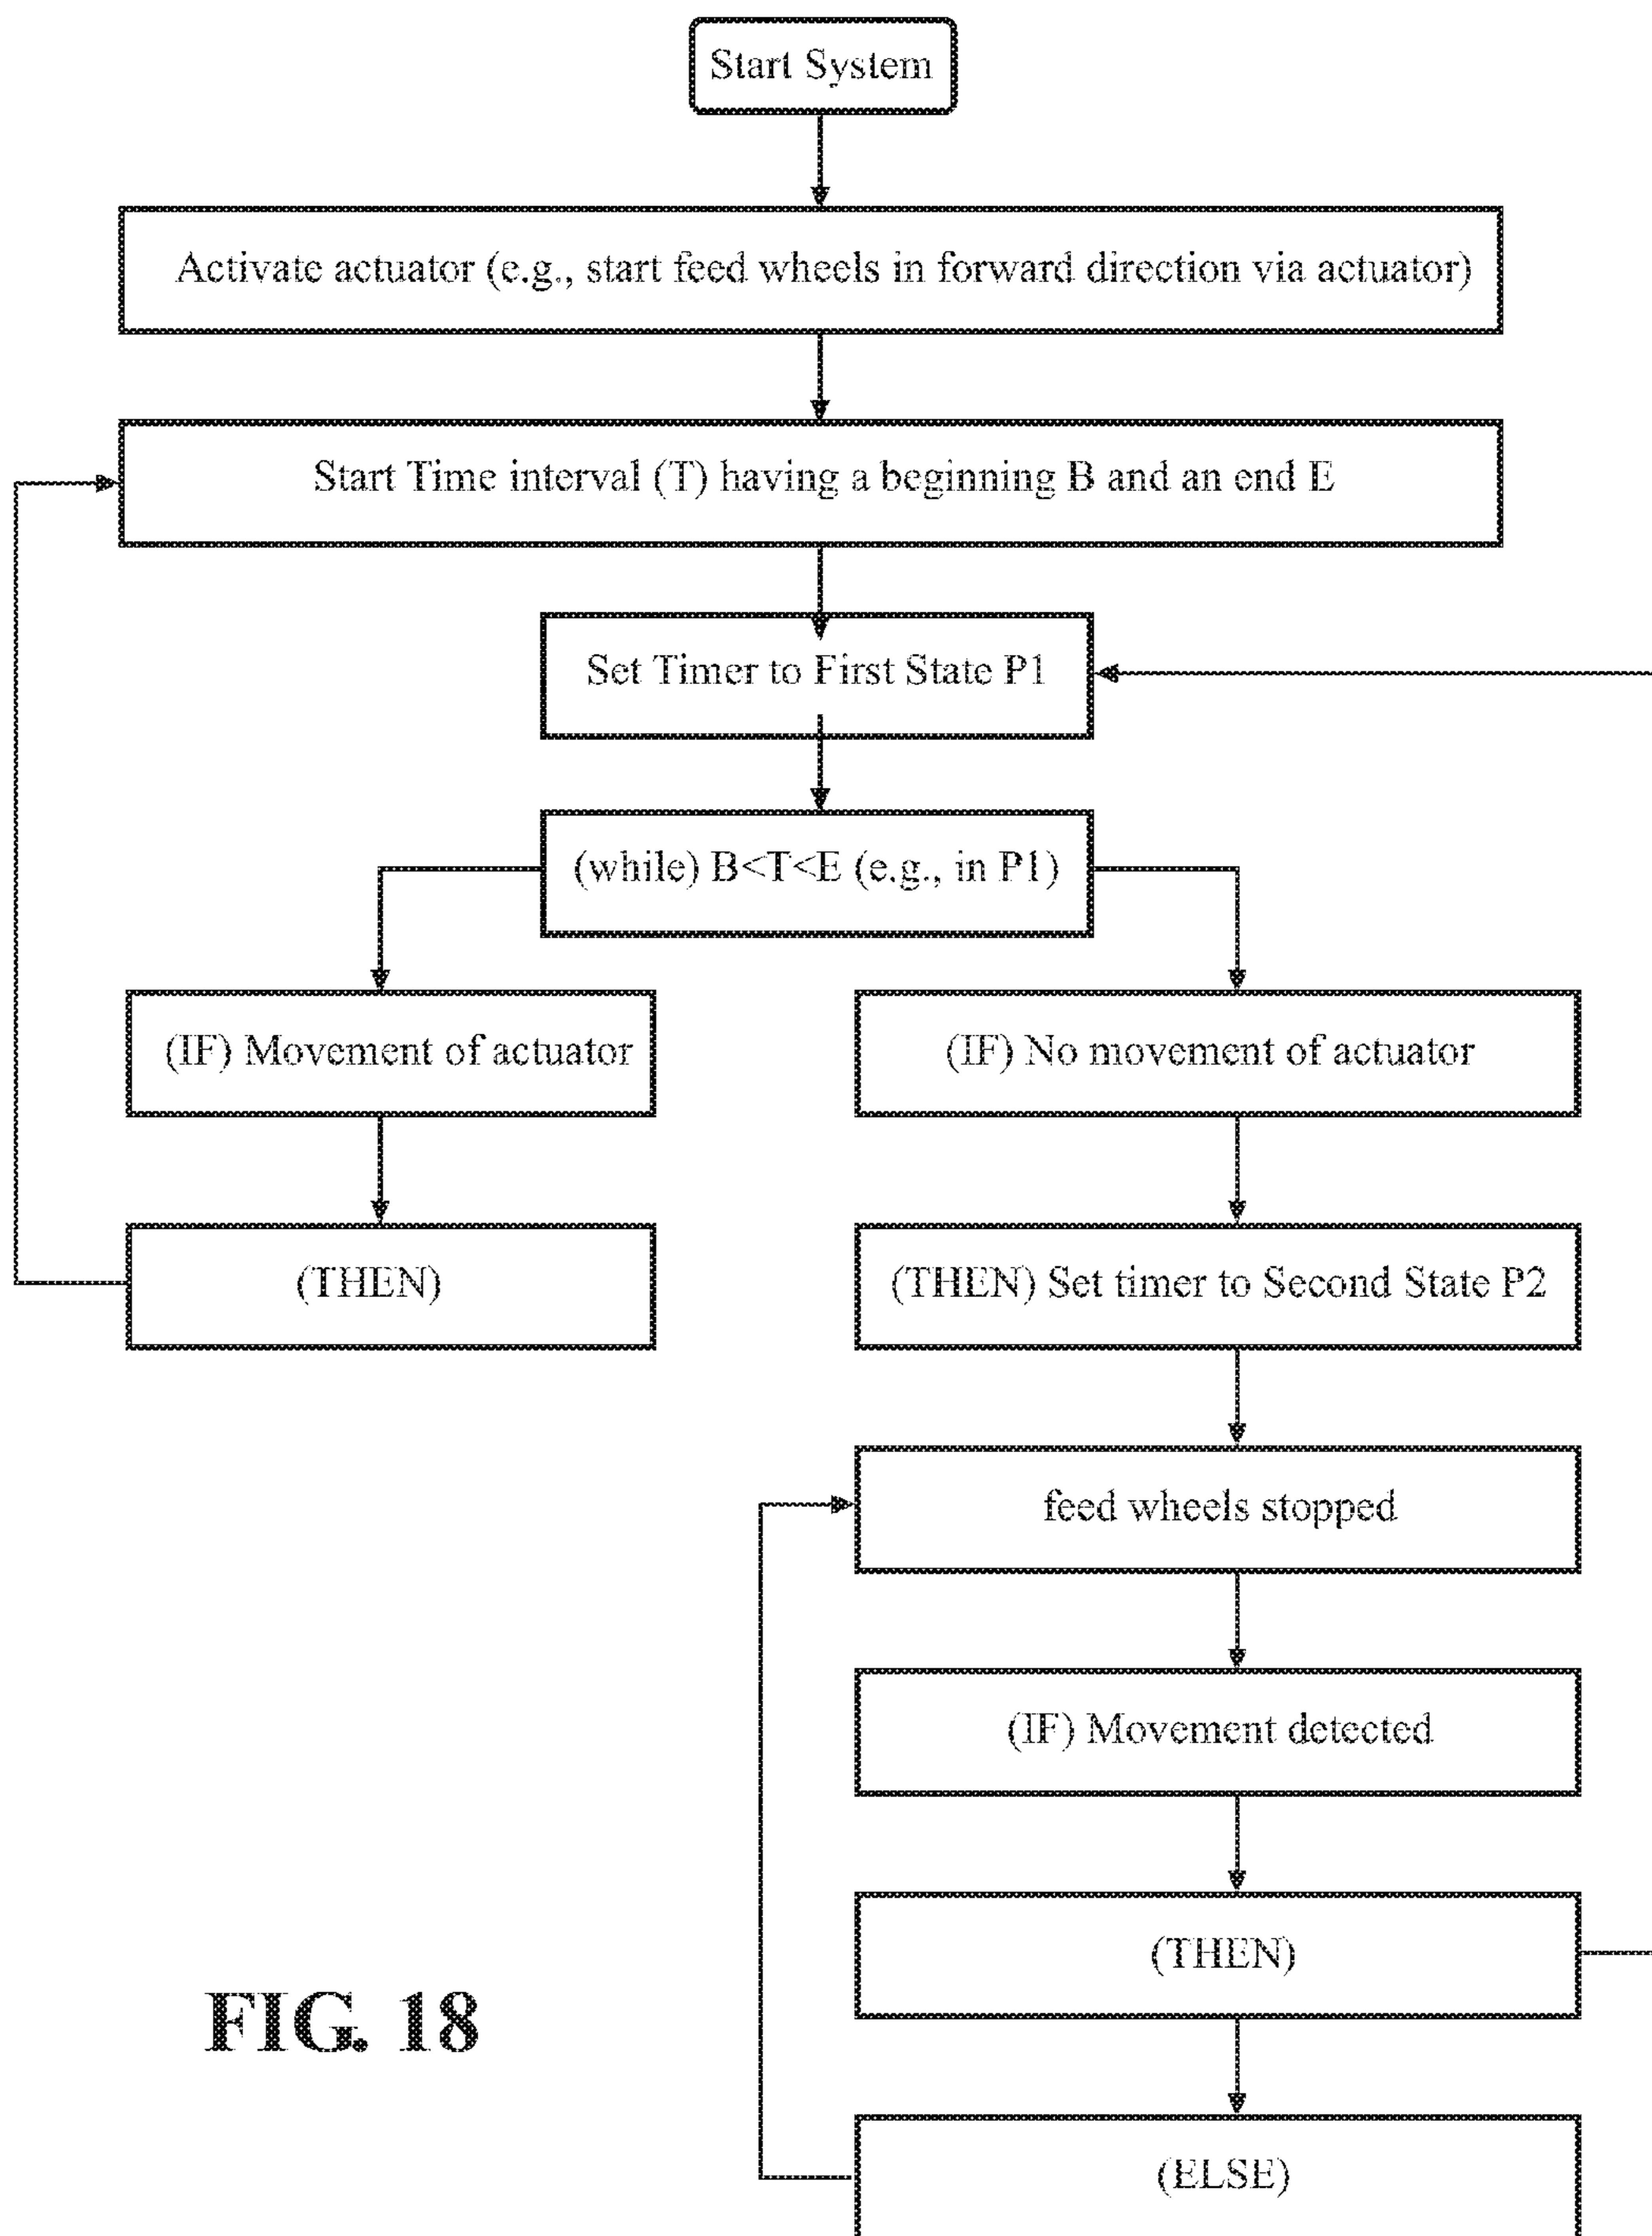 Start System
Activate actuator (e.g., start feed wheels in forward direction via actuator)
Start Time interval (T) having a beginning B and an end E
Set Timer to First State P1
(while) B<T<E (e.g., in P1)
(IF) Movement of actuator
(IF) No movement of actuator
(THEN)
(THEN) Set timer to Second State P2
feed wheels stopped
(IF) Movement detected
(THEN)
(ELSE)
FIG. 18